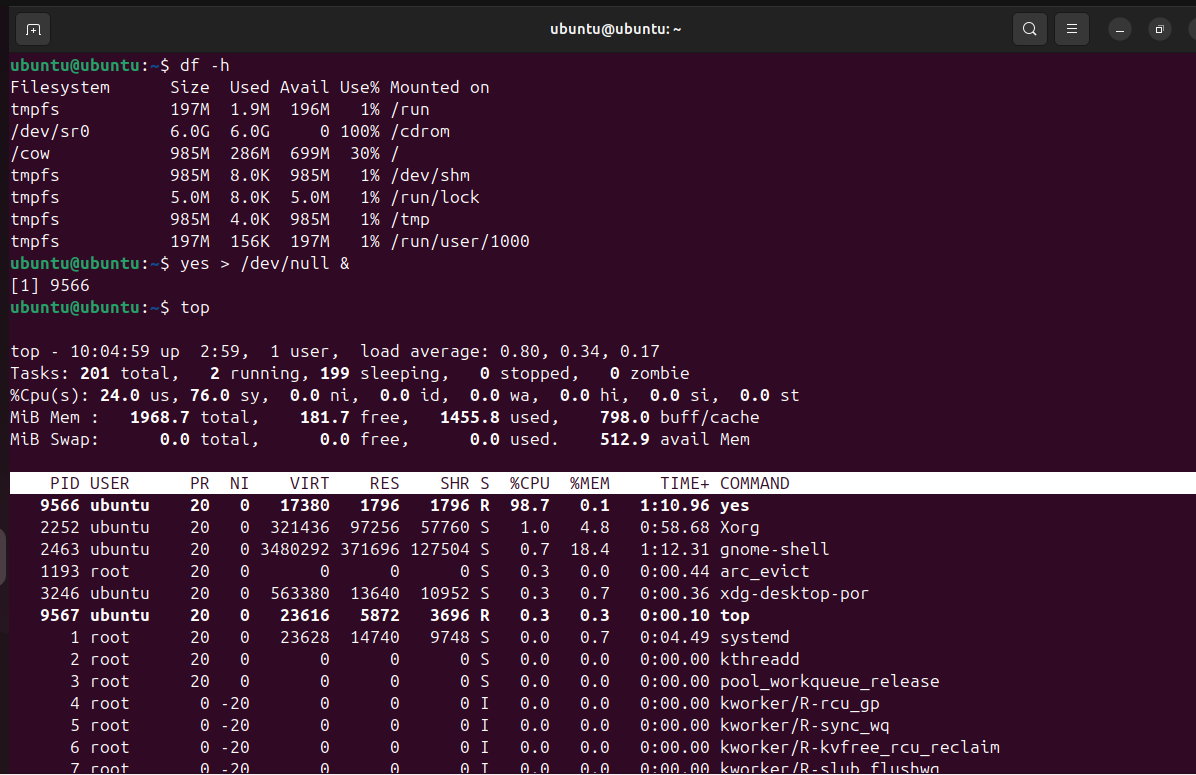 ubuntu@ubuntu: ~
ubuntu@ubuntu:~$ df -h
Filesystem      Size  Used Avail Use% Mounted on
tmpfs           197M  1.9M  196M   1% /run
/dev/sr0        6.0G  6.0G     0 100% /cdrom
/cow            985M  286M  699M  30% /
tmpfs           985M  8.0K  985M   1% /dev/shm
tmpfs           5.0M  8.0K  5.0M   1% /run/lock
tmpfs           985M  4.0K  985M   1% /tmp
tmpfs           197M  156K  197M   1% /run/user/1000
ubuntu@ubuntu:~$ yes > /dev/null &
[1] 9566
ubuntu@ubuntu:~$ top
top - 10:04:59 up  2:59,  1 user,  load average: 0.80, 0.34, 0.17
Tasks: 201 total,   2 running, 199 sleeping,   0 stopped,   0 zombie
%Cpu(s): 24.0 us, 76.0 sy,  0.0 ni,  0.0 id,  0.0 wa,  0.0 hi,  0.0 si,  0.0 st
MiB Mem :   1968.7 total,    181.7 free,   1455.8 used,    798.0 buff/cache
MiB Swap:      0.0 total,      0.0 free,      0.0 used.    512.9 avail Mem
    PID USER      PR  NI    VIRT    RES    SHR S  %CPU  %MEM     TIME+ COMMAND
   9566 ubuntu    20   0   17380   1796   1796 R  98.7   0.1   1:10.96 yes
   2252 ubuntu    20   0  321436  97256  57760 S   1.0   4.8   0:58.68 Xorg
   2463 ubuntu    20   0 3480292 371696 127504 S   0.7  18.4   1:12.31 gnome-shell
   1193 root      20   0       0      0      0 S   0.3   0.0   0:00.44 arc_evict
   3246 ubuntu    20   0  563380  13640  10952 S   0.3   0.7   0:00.36 xdg-desktop-por
   9567 ubuntu    20   0   23616   5872   3696 R   0.3   0.3   0:00.10 top
      1 root      20   0   23628  14740   9748 S   0.0   0.7   0:04.49 systemd
      2 root      20   0       0      0      0 S   0.0   0.0   0:00.00 kthreadd
      3 root      20   0       0      0      0 S   0.0   0.0   0:00.00 pool_workqueue_release
      4 root       0 -20       0      0      0 I   0.0   0.0   0:00.00 kworker/R-rcu_gp
      5 root       0 -20       0      0      0 I   0.0   0.0   0:00.00 kworker/R-sync_wq
      6 root       0 -20       0      0      0 I   0.0   0.0   0:00.00 kworker/R-kvfree_rcu_reclaim
      7 root       0 -20       0      0      0 I   0.0   0.0   0:00.00 kworker/R-slub_flushwq